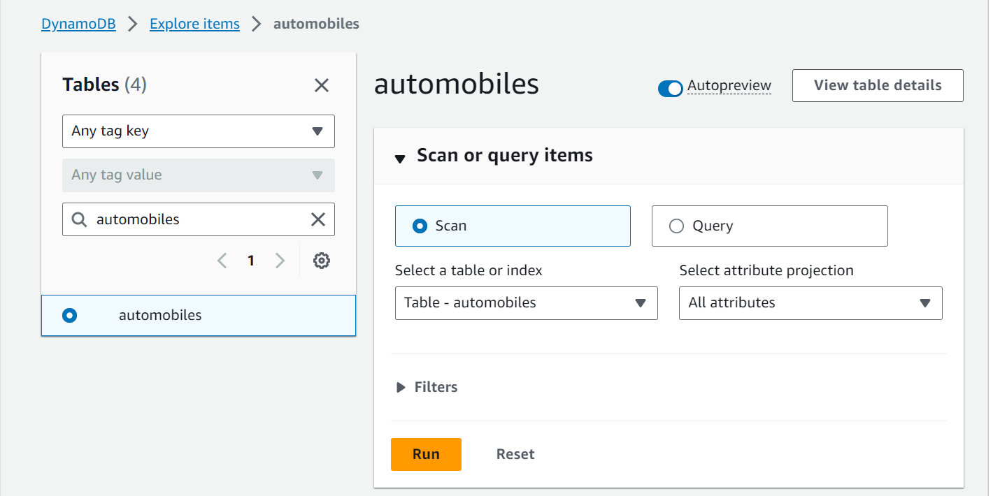 DynamoDB > Explore items > automobiles
Tables (4)
Any tag key
Any tag value
automobiles
1
automobiles
automobiles
Autopreview
View table details
Scan or query items
Scan
Query
Select a table or index
Select attribute projection
Table - automobiles
All attributes
Filters
Run
Reset